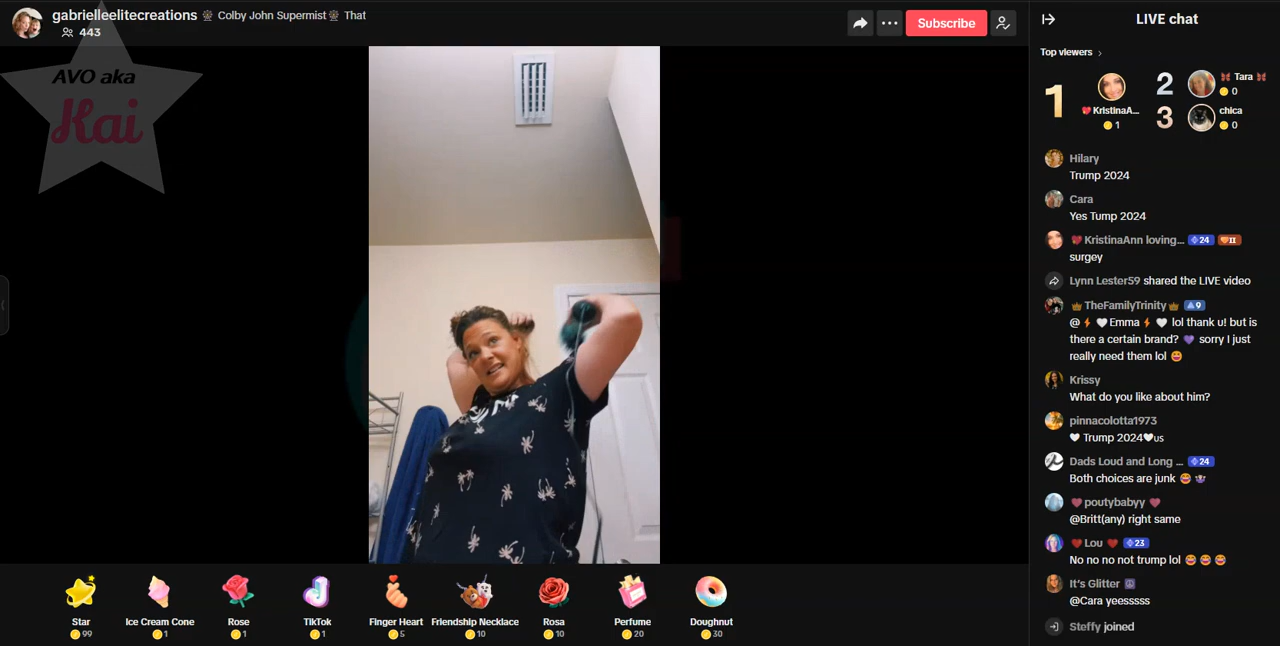 gabrielleelitecreations 🎡 Colby John Supermist🎡 That
443
Subscribe
AVO aka
Kai
LIVE chat
Top viewers
1
💘KristinaA...
1
2
🎀 Tara 🎀
0
3
chica
0
Hilary
Trump 2024
Cara
Yes Tump 2024
💘KristinaAnn loving... 24 II
surgey
Lynn Lester59 shared the LIVE video
👑TheFamilyTrinity👑 9
@⚡🤍Emma⚡🤍 lol thank u! but is
there a certain brand? 💜 sorry I just
really need them lol 😂
Krissy
What do you like about him?
pinnacolotta1973
🤍 Trump 2024🤍us
Dads Loud and Long ... 24
Both choices are junk 😂 🤷
❤️poutybabyy ❤️
@Britt(any) right same
❤️Lou ❤️ 23
No no no not trump lol 😂 😂 😂
It's Glitter
@Cara yeesssss
Steffy joined
Star
99
Ice Cream Cone
1
Rose
1
TikTok
1
Finger Heart
5
Friendship Necklace
10
Rosa
10
Perfume
20
Doughnut
30